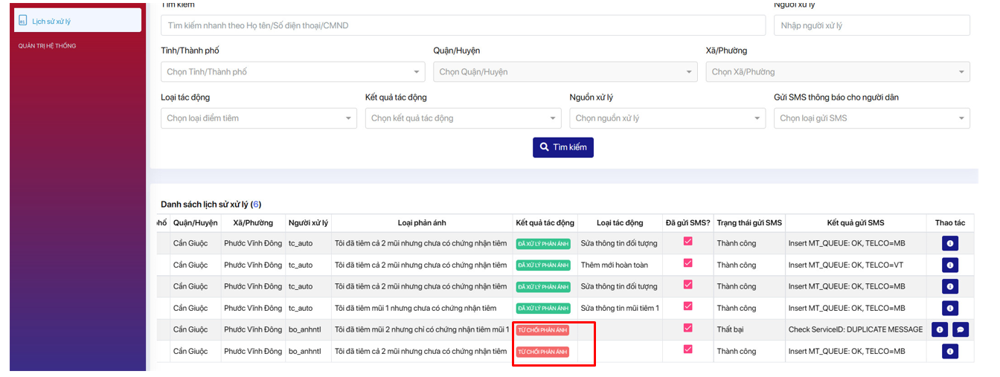 Tìm kiếm
Người xử lý
Lịch sử xử lý
Tìm kiếm nhanh theo Họ tên/Số điện thoại/CMND
Nhập người xử lý
QUẢN TRỊ HỆ THỐNG
Tỉnh/Thành phố
Quận/Huyện
Xã/Phường
Chọn Tỉnh/Thành phố
Chọn Quận/Huyện
Chọn Xã/Phường
Loại tác động
Kết quả tác động
Nguồn xử lý
Gửi SMS thông báo cho người dân
Chọn loại điểm tiêm
Chọn kết quả tác động
Chọn nguồn xử lý
Chọn loại gửi SMS
Tìm kiếm
Danh sách lịch sử xử lý (6)
phố Quận/Huyện Xã/Phường Người xử lý Loại phản ánh Kết quả tác động Loại tác động Đã gửi SMS? Trạng thái gửi SMS Kết quả gửi SMS Thao tác
Cần Giuộc Phước Vĩnh Đông tc_auto Tôi đã tiêm cả 2 mũi nhưng chưa có chứng nhận tiêm ĐÃ XỬ LÝ PHẢN ÁNH Sửa thông tin đối tượng Thành công Insert MT_QUEUE: OK, TELCO=MB
Cần Giuộc Phước Vĩnh Đông tc_auto Tôi đã tiêm cả 2 mũi nhưng chưa có chứng nhận tiêm ĐÃ XỬ LÝ PHẢN ÁNH Thêm mới hoàn toàn Thành công Insert MT_QUEUE: OK, TELCO=VT
Cần Giuộc Phước Vĩnh Đông tc_auto Tôi đã tiêm cả 2 mũi nhưng chưa có chứng nhận tiêm ĐÃ XỬ LÝ PHẢN ÁNH Sửa thông tin đối tượng Thành công Insert MT_QUEUE: OK, TELCO=MB
Cần Giuộc Phước Vĩnh Đông tc_auto Tôi đã tiêm mũi 1 nhưng chưa có chứng nhận tiêm ĐÃ XỬ LÝ PHẢN ÁNH Sửa thông tin mũi tiêm 1 Thành công Insert MT_QUEUE: OK, TELCO=MB
Cần Giuộc Phước Vĩnh Đông bo_anhntl Tôi đã tiêm mũi 2 nhưng chỉ có chứng nhận tiêm mũi 1 TỪ CHỐI PHẢN ÁNH Thất bại Check ServiceID: DUPLICATE MESSAGE
Cần Giuộc Phước Vĩnh Đông bo_anhntl Tôi đã tiêm cả 2 mũi nhưng chưa có chứng nhận tiêm TỪ CHỐI PHẢN ÁNH Thành công Insert MT_QUEUE: OK, TELCO=MB